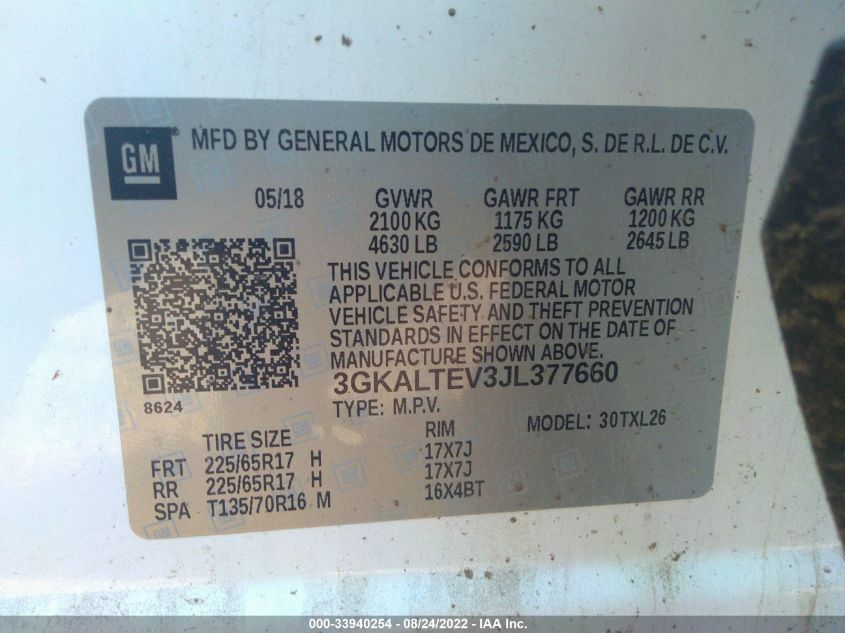 GM ® MFD BY GENERAL MOTORS DE MEXICO, S. DE R.L. DE C.V.
05/18 GVWR GAWR FRT GAWR RR
2100 KG 1175 KG 1200 KG
4630 LB 2590 LB 2645 LB
THIS VEHICLE CONFORMS TO ALL
APPLICABLE U.S. FEDERAL MOTOR
VEHICLE SAFETY AND THEFT PREVENTION
STANDARDS IN EFFECT ON THE DATE OF
MANUFACTURE SHOWN ABOVE.
3GKALTEV3JL377660
8624 TYPE: M.P.V. MODEL: 30TXL26
TIRE SIZE RIM
FRT 225/65R17 H 17X7J
RR 225/65R17 H 17X7J
SPA T135/70R16 M 16X4BT
000-33940254 - 08/24/2022 - IAA Inc.